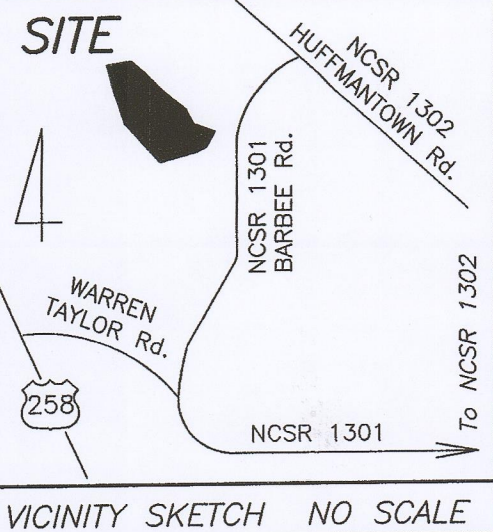 SITE
NCSR 1302
HUFFMANTOWN Rd.
NCSR 1301
BARBEE Rd.
WARREN
TAYLOR Rd.
To NCSR 1302
258
NCSR 1301
VICINITY SKETCH NO SCALE